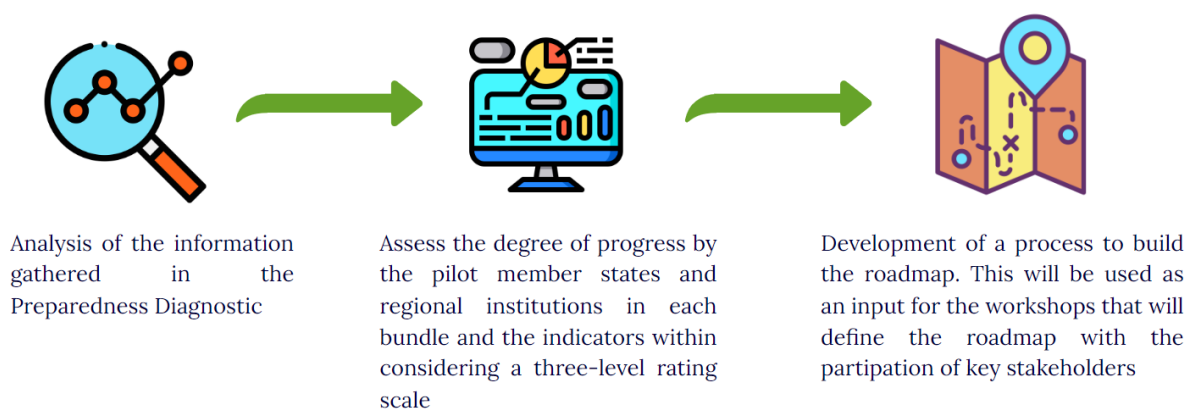 Analysis of the information
gathered in the
Preparedness Diagnostic
Assess the degree of progress by
the pilot member states and
regional institutions in each
bundle and the indicators within
considering a three-level rating
scale
Development of a process to build
the roadmap. This will be used as
an input for the workshops that will
define the roadmap with the
partipation of key stakeholders